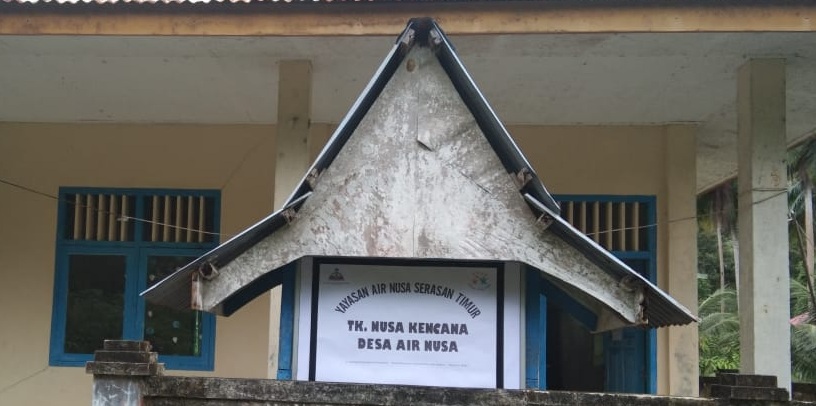 YAYASAN AIR NUSA SERASAN TIMUR
TK. NUSA KENCANA
DESA AIR NUSA